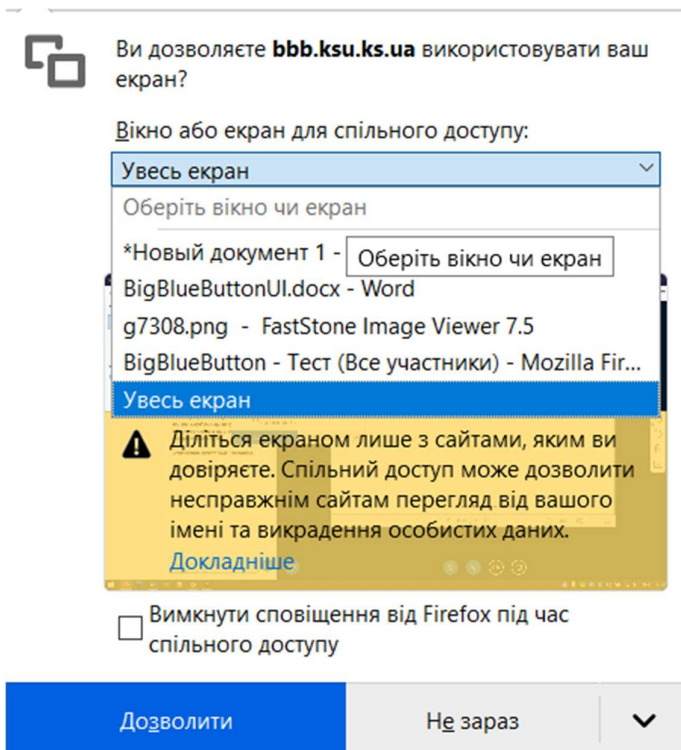 Ви дозволяєте bbb.ksu.ks.ua використовувати ваш
екран?
Вікно або екран для спільного доступу:
Увесь екран
Оберіть вікно чи екран
*Новый документ 1 -
Оберіть вікно чи екран
BigBlueButtonUI.docx - Word
g7308.png - FastStone Image Viewer 7.5
BigBlueButton - Тест (Все участники) - Mozilla Fir...
Увесь екран
Діліться екраном лише з сайтами, яким ви
довіряєте. Спільний доступ може дозволити
несправжнім сайтам перегляд від вашого
імені та викрадення особистих даних.
Докладніше
Вимкнути сповіщення від Firefox під час
спільного доступу
Дозволити
Не зараз